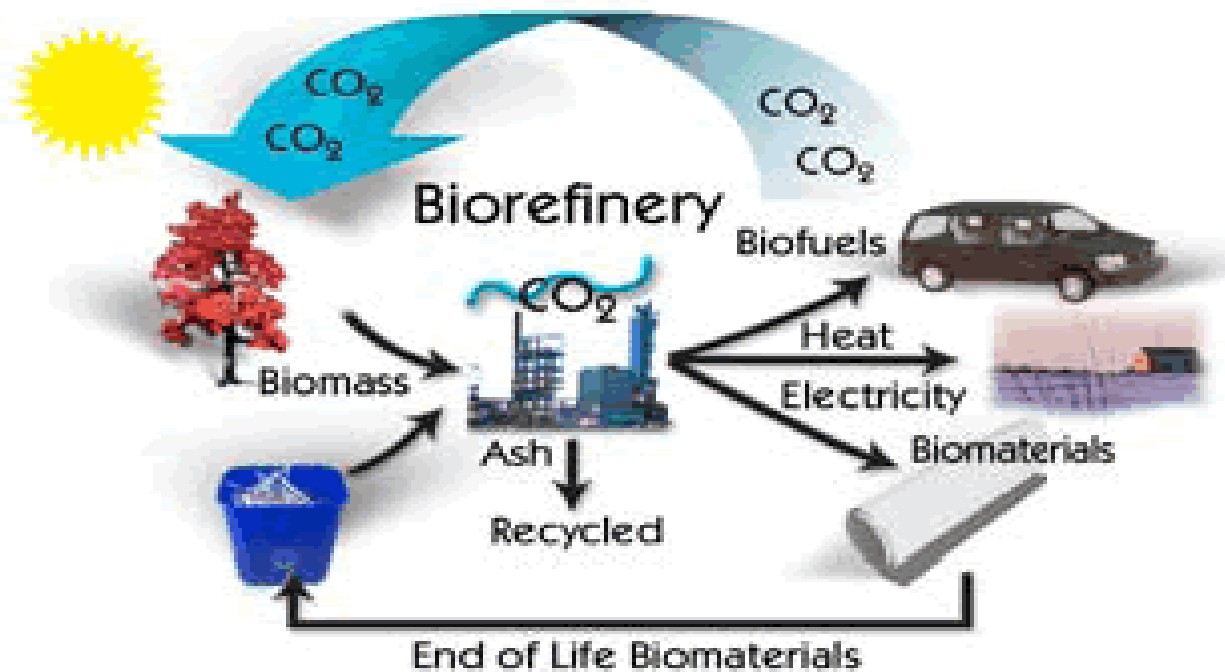 CO₂
CO₂
CO₂
CO₂
Biorefinery
Biofuels
CO₂
Heat
Biomass
Electricity
Ash
Biomaterials
Recycled
End of Life Biomaterials